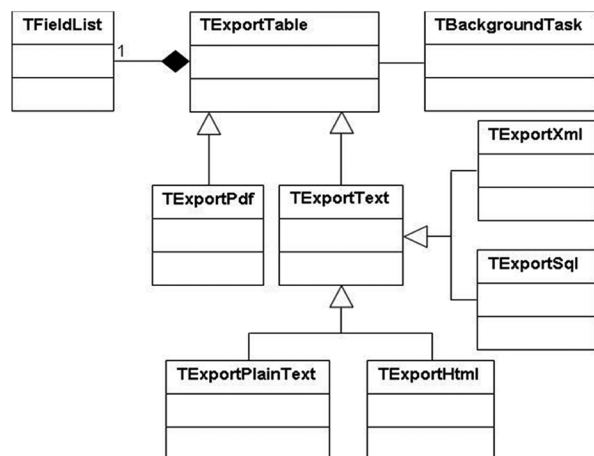 TFieldList
TExportTable
TBackgroundTask
1
TExportXml
TExportPdf
TExportText
TExportSql
TExportPlainText
TExportHtml